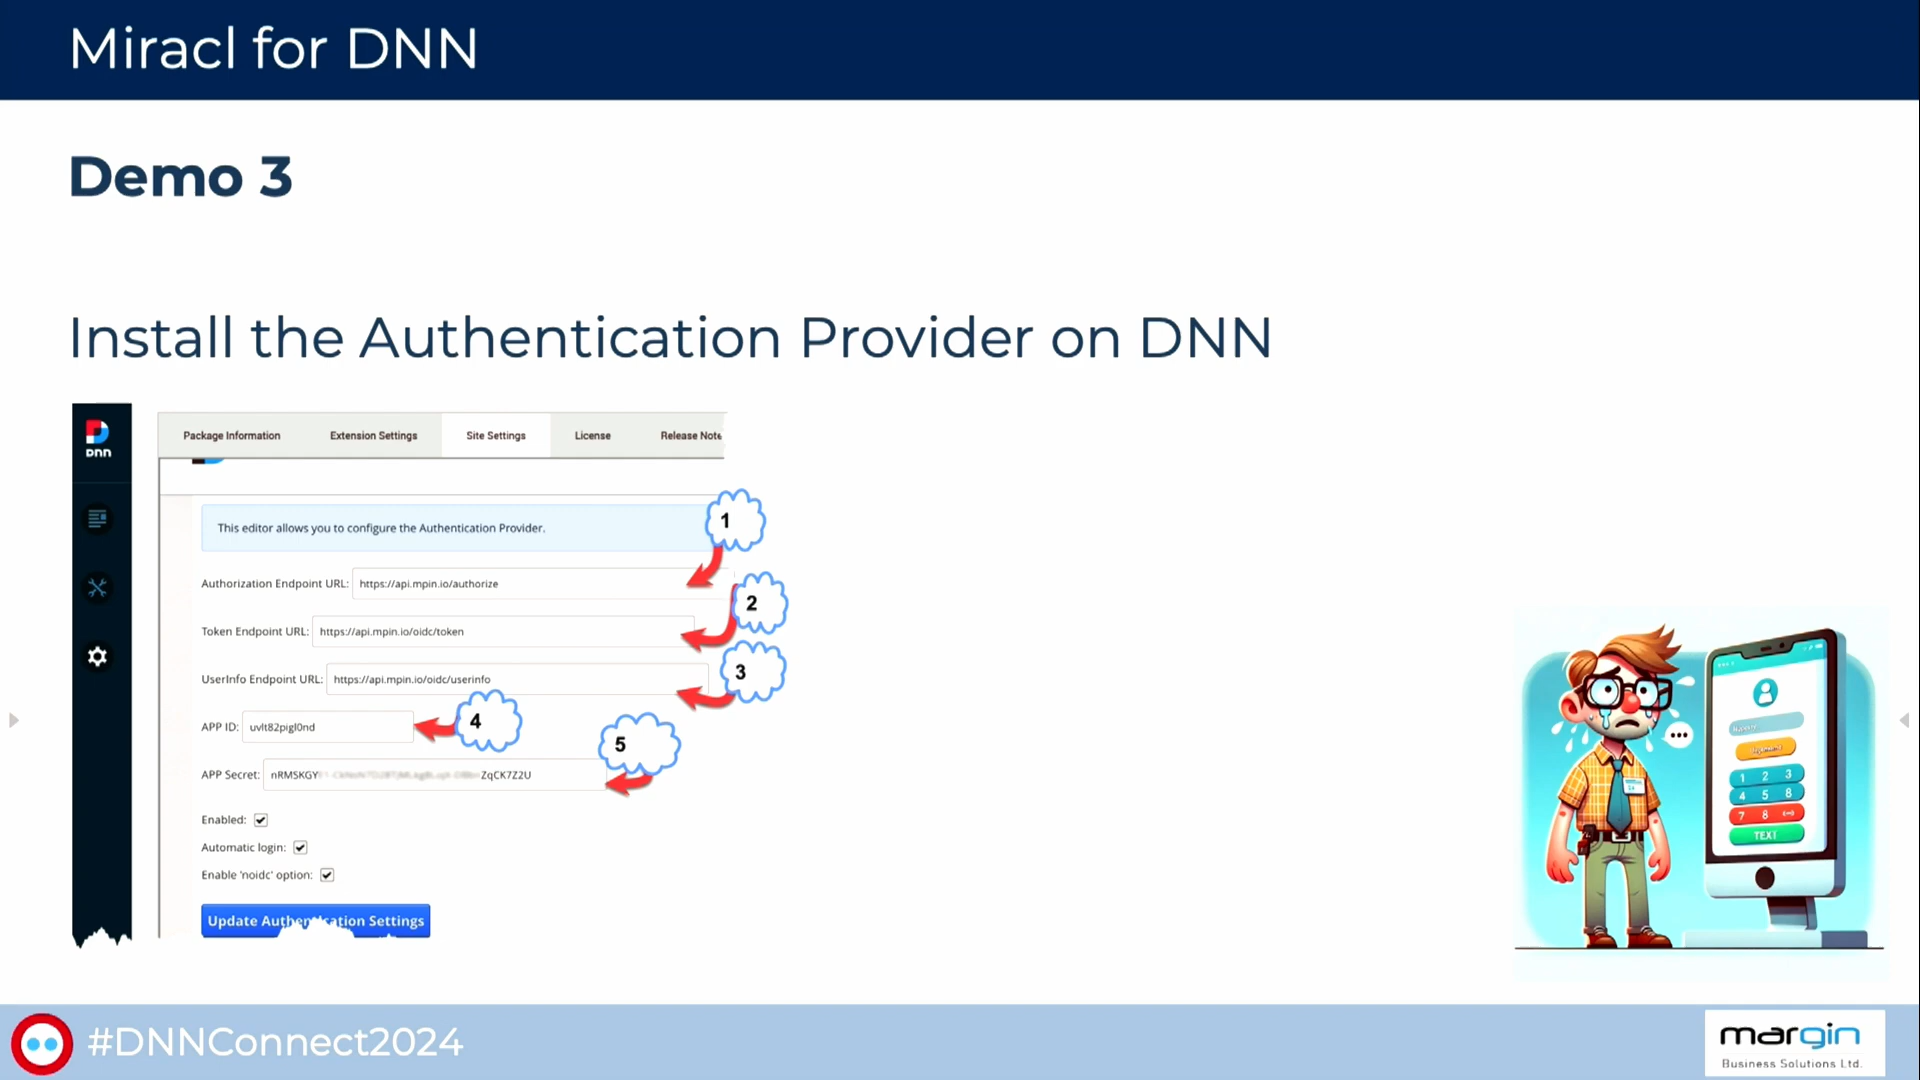 Miracl for DNN
Demo 3
Install the Authentication Provider on DNN
DNN
Package Information Extension Settings Site Settings License Release Note
This editor allows you to configure the Authentication Provider.
1
Authorization Endpoint URL: https://api.mpin.io/authorize
2
Token Endpoint URL: https://api.mpin.io/oidc/token
3
UserInfo Endpoint URL: https://api.mpin.io/oidc/userinfo
4
APP ID: uvlt82pigl0nd
5
APP Secret: nRMSKGY ZqCK7Z2U
Enabled:
Automatic login:
Enable 'noidc' option:
Update Authentication Settings
1 2 3
4 5 8
7 8
TEXT
#DNNConnect2024
margin
Business Solutions Ltd.